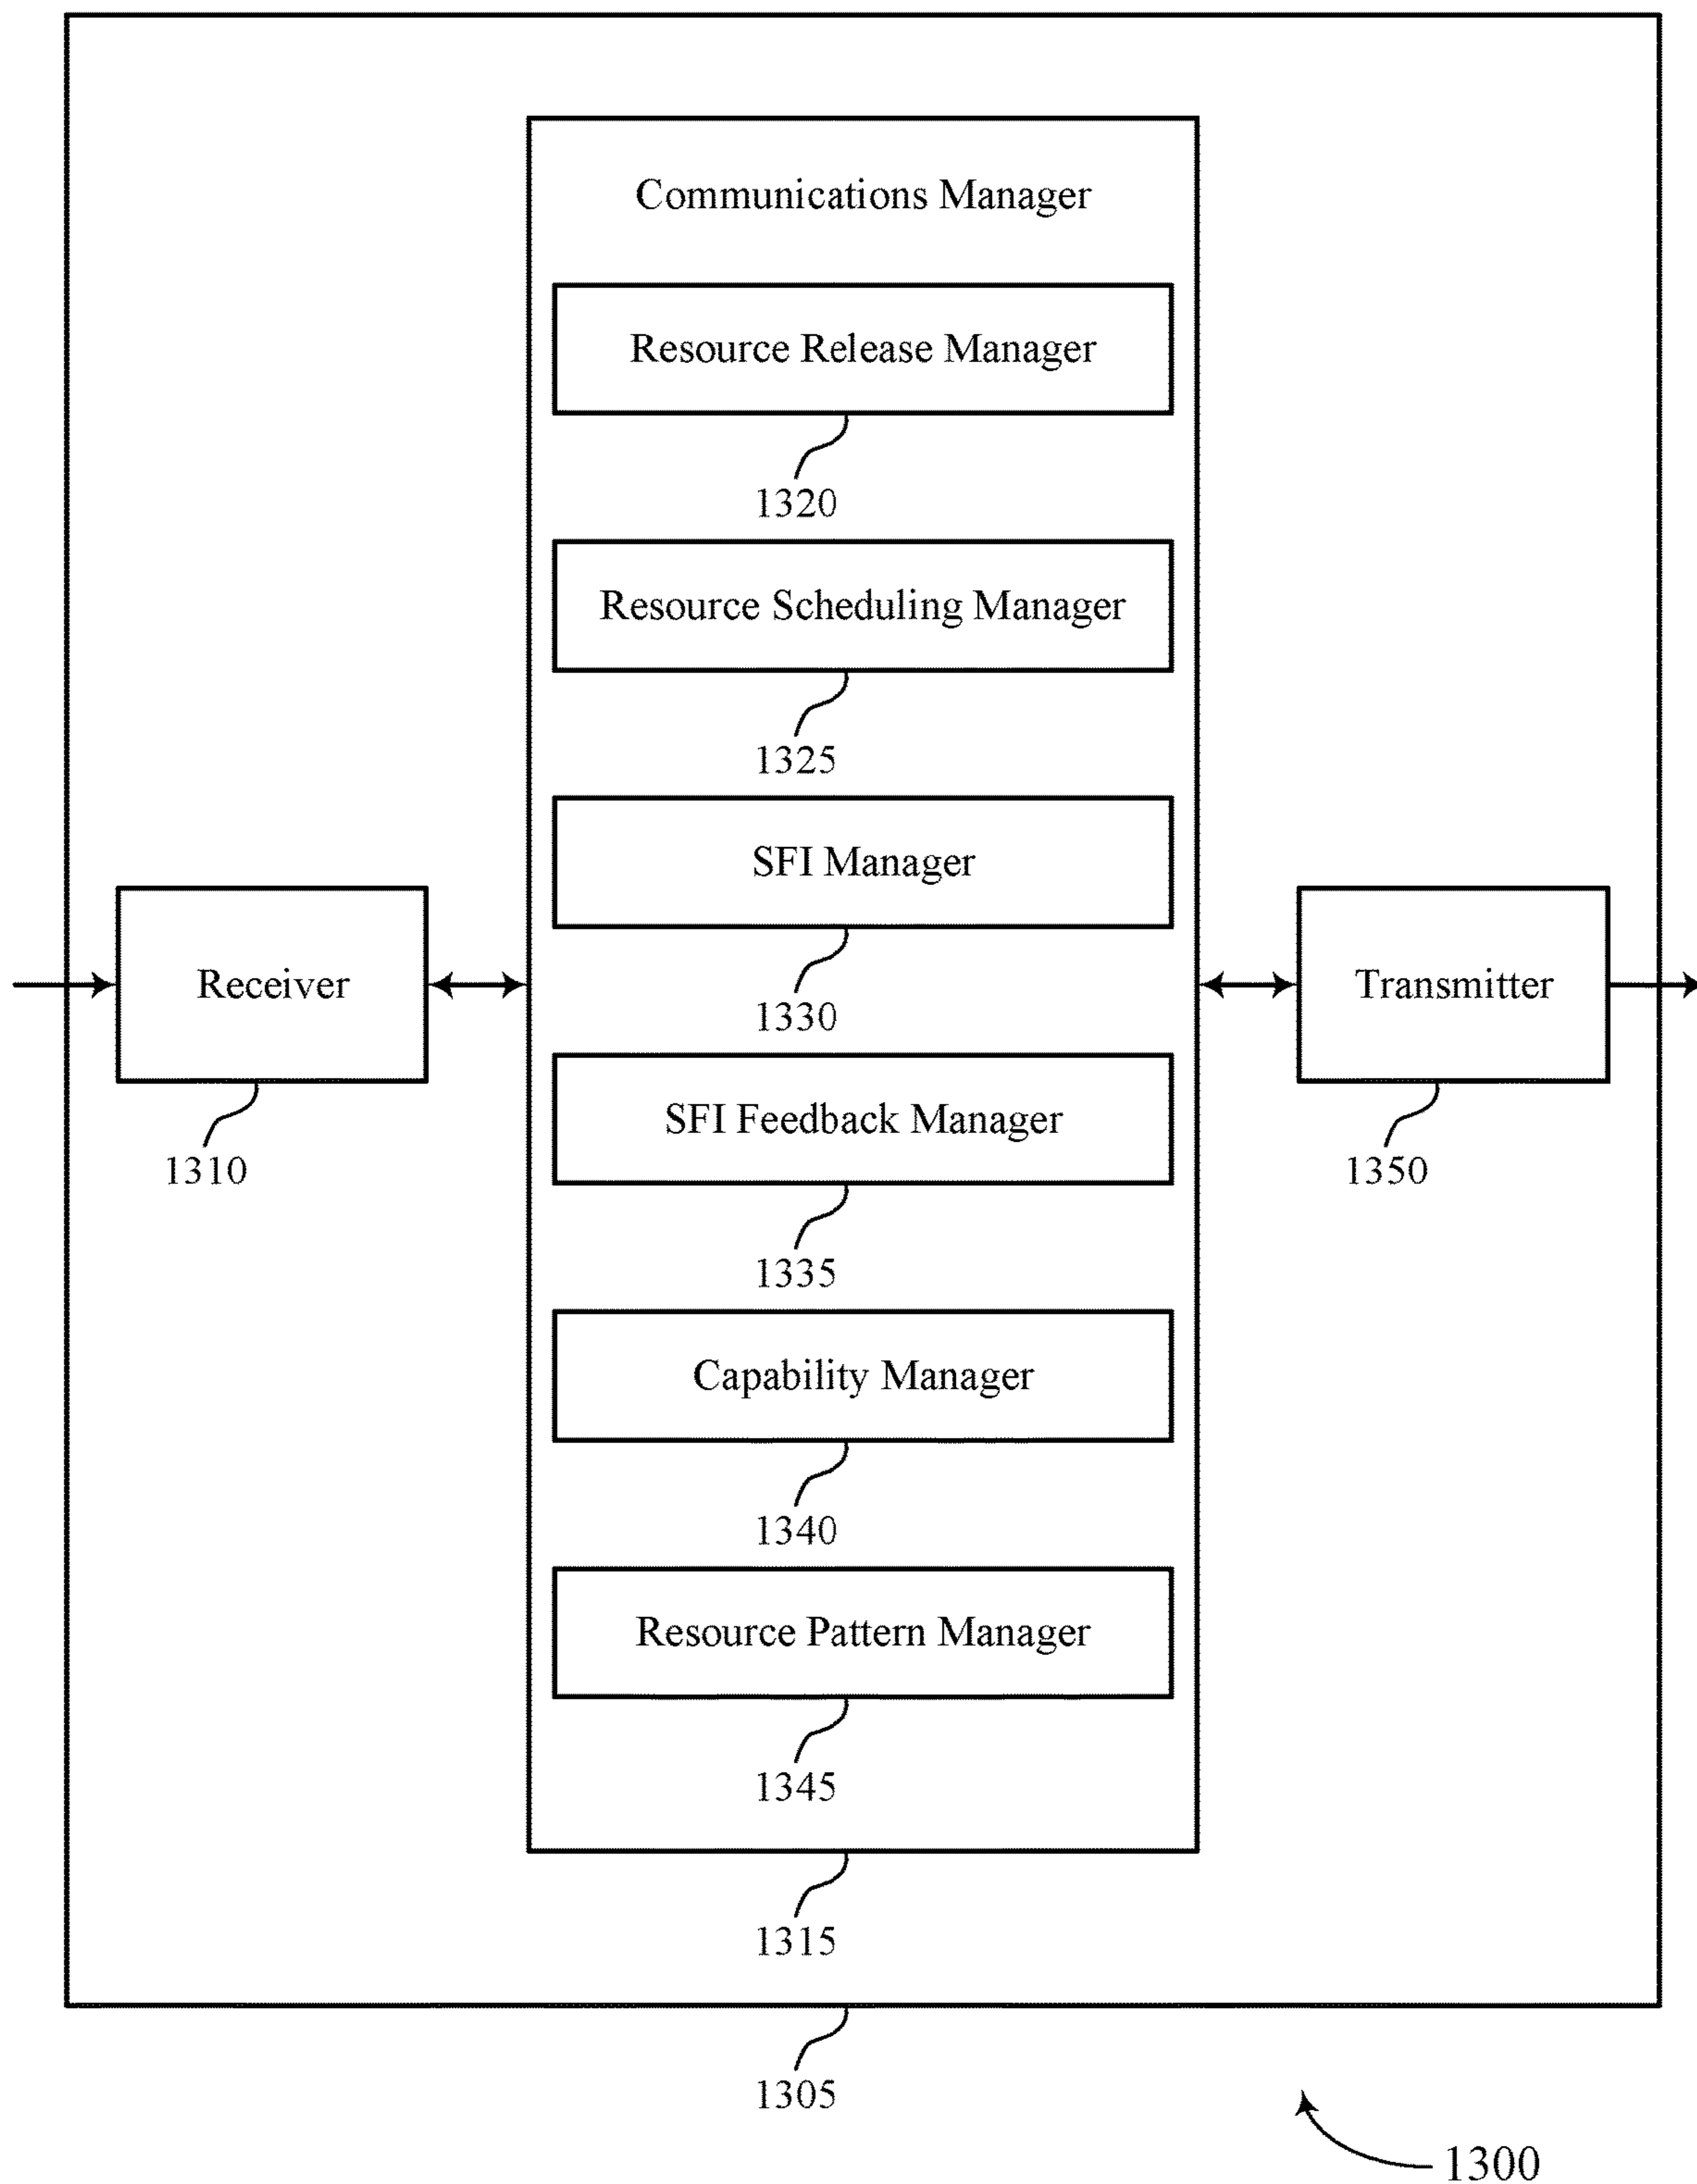 Communications Manager
Resource Release Manager
1320
Resource Scheduling Manager
1325
SFI Manager
1330
Receiver
1310
Transmitter
1350
SFI Feedback Manager
1335
Capability Manager
1340
Resource Pattern Manager
1345
1315
1305
1300